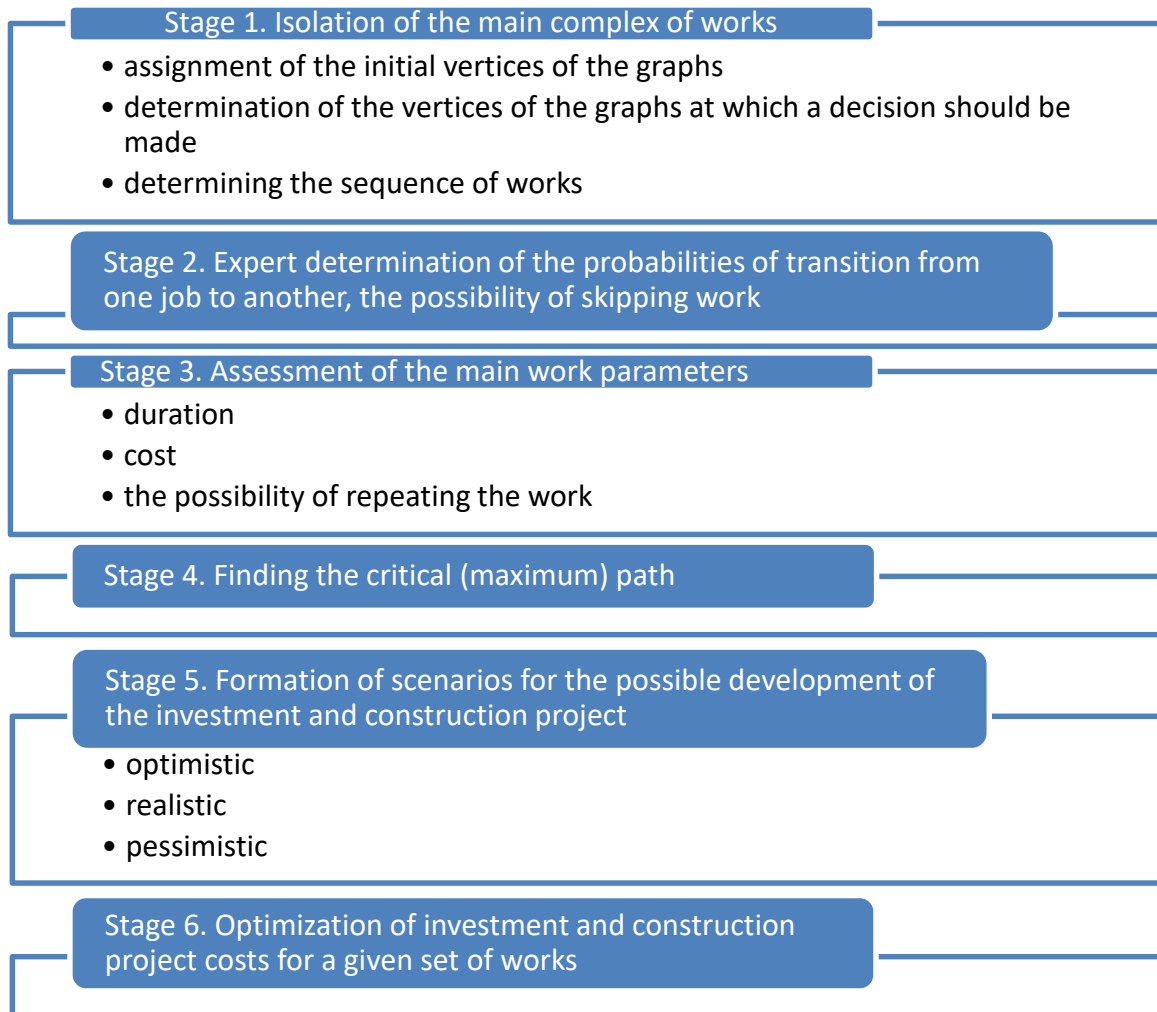 Stage 1. Isolation of the main complex of works
• assignment of the initial vertices of the graphs
• determination of the vertices of the graphs at which a decision should be
made
• determining the sequence of works
Stage 2. Expert determination of the probabilities of transition from
one job to another, the possibility of skipping work
Stage 3. Assessment of the main work parameters
• duration
• cost
• the possibility of repeating the work
Stage 4. Finding the critical (maximum) path
Stage 5. Formation of scenarios for the possible development of
the investment and construction project
• optimistic
• realistic
• pessimistic
Stage 6. Optimization of investment and construction
project costs for a given set of works